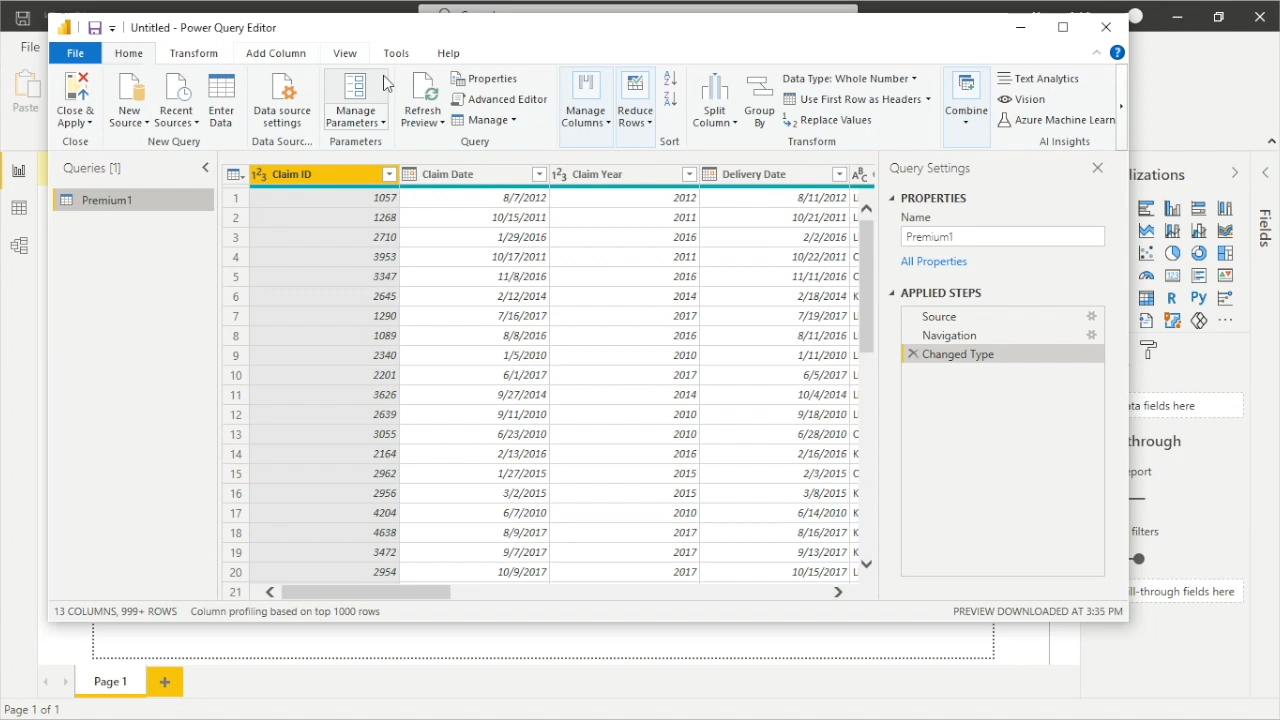 Untitled - Power Query Editor
File
File
Home
Transform
Add Column
View
Tools
Help
Paste
Close &
Apply
New
Source
Recent
Sources
Enter
Data
Data source
settings
Manage
Parameters
Refresh
Preview
Properties
Advanced Editor
Manage
Manage
Columns
Reduce
Rows
Split
Column
Group
By
Data Type: Whole Number
Use First Row as Headers
Replace Values
Combine
Text Analytics
Vision
Azure Machine Learn
Close
New Query
Data Sourc...
Parameters
Query
Sort
Transform
AI Insights
Queries [1]
Premium1
Claim ID
Claim Date
Claim Year
Delivery Date
1 1057 8/7/2012 2012 8/11/2012
2 1268 10/15/2011 2011 10/21/2011
3 2710 1/29/2016 2016 2/2/2016
4 3953 10/17/2011 2011 10/22/2011
5 3347 11/8/2016 2016 11/11/2016
6 2645 2/12/2014 2014 2/18/2014
7 1290 7/16/2017 2017 7/19/2017
8 1089 8/8/2016 2016 8/11/2016
9 2340 1/5/2010 2010 1/11/2010
10 2201 6/1/2017 2017 6/5/2017
11 3626 9/27/2014 2014 10/4/2014
12 2639 9/11/2010 2010 9/18/2010
13 3055 6/23/2010 2010 6/28/2010
14 2164 2/13/2016 2016 2/16/2016
15 2962 1/27/2015 2015 2/3/2015
16 2956 3/2/2015 2015 3/8/2015
17 4204 6/7/2010 2010 6/14/2010
18 4638 8/9/2017 2017 8/16/2017
19 3472 9/7/2017 2017 9/13/2017
20 2954 10/9/2017 2017 10/15/2017
21
Query Settings
PROPERTIES
Name
Premium1
All Properties
APPLIED STEPS
Source
Navigation
Changed Type
13 COLUMNS, 999+ ROWS
Column profiling based on top 1000 rows
PREVIEW DOWNLOADED AT 3:35 PM
lizations
Fields
R
Py
ata fields here
through
eport
filters
ill-through fields here
Page 1
Page 1 of 1